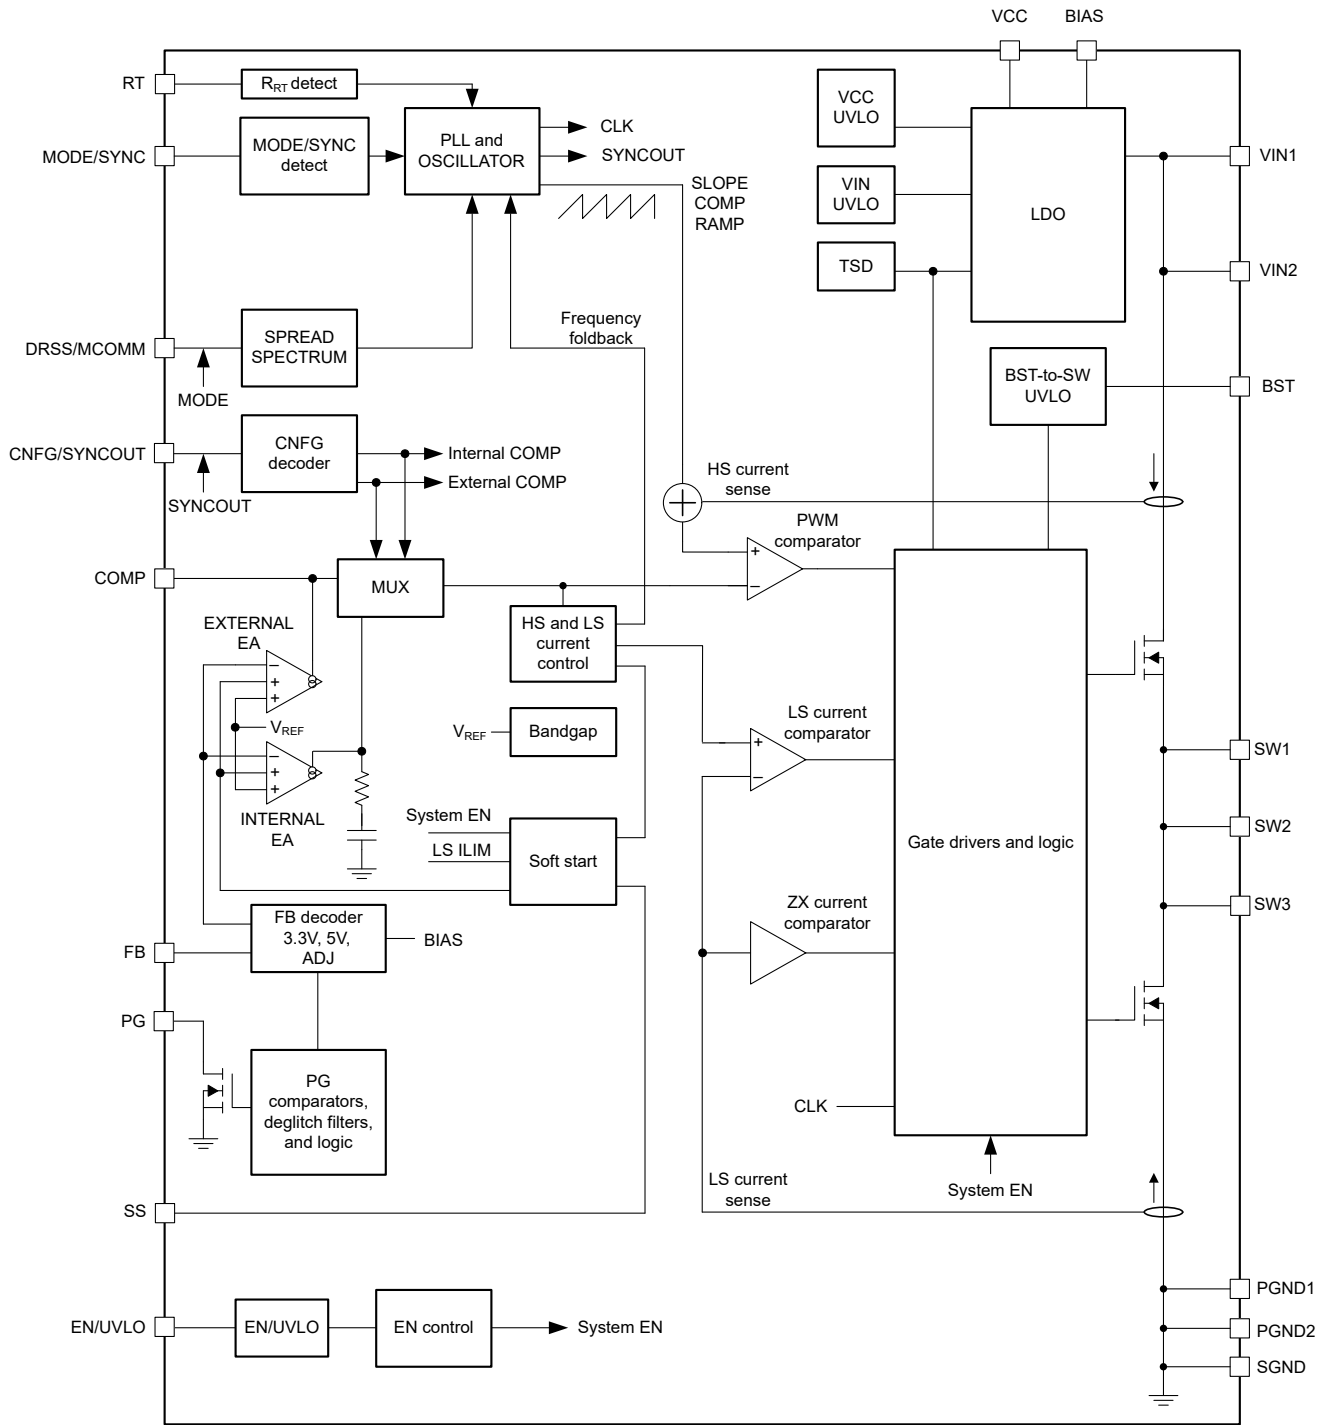 VCC
BIAS
RT
R_RT detect
VCC
UVLO
PLL and
OSCILLATOR
CLK
MODE/SYNC
MODE/SYNC
detect
SYNCOUT
VIN1
SLOPE
COMP
RAMP
VIN
UVLO
LDO
TSD
VIN2
Frequency
foldback
DRSS/MCOMM
SPREAD
SPECTRUM
MODE
BST-to-SW
UVLO
BST
CNFG/SYNCOUT
CNFG
decoder
Internal COMP
External COMP
SYNCOUT
HS current
sense
PWM
comparator
+
−
COMP
MUX
EXTERNAL
EA
HS and LS
current
control
−
+
+
V_REF
V_REF
Bandgap
LS current
comparator
+
−
SW1
−
+
+
INTERNAL
EA
System EN
LS ILIM
Soft start
SW2
Gate drivers and logic
ZX current
comparator
SW3
FB decoder
3.3V, 5V,
ADJ
BIAS
FB
PG
PG
comparators,
deglitch filters,
and logic
CLK
LS current
sense
System EN
SS
PGND1
EN/UVLO
EN/UVLO
EN control
System EN
PGND2
SGND